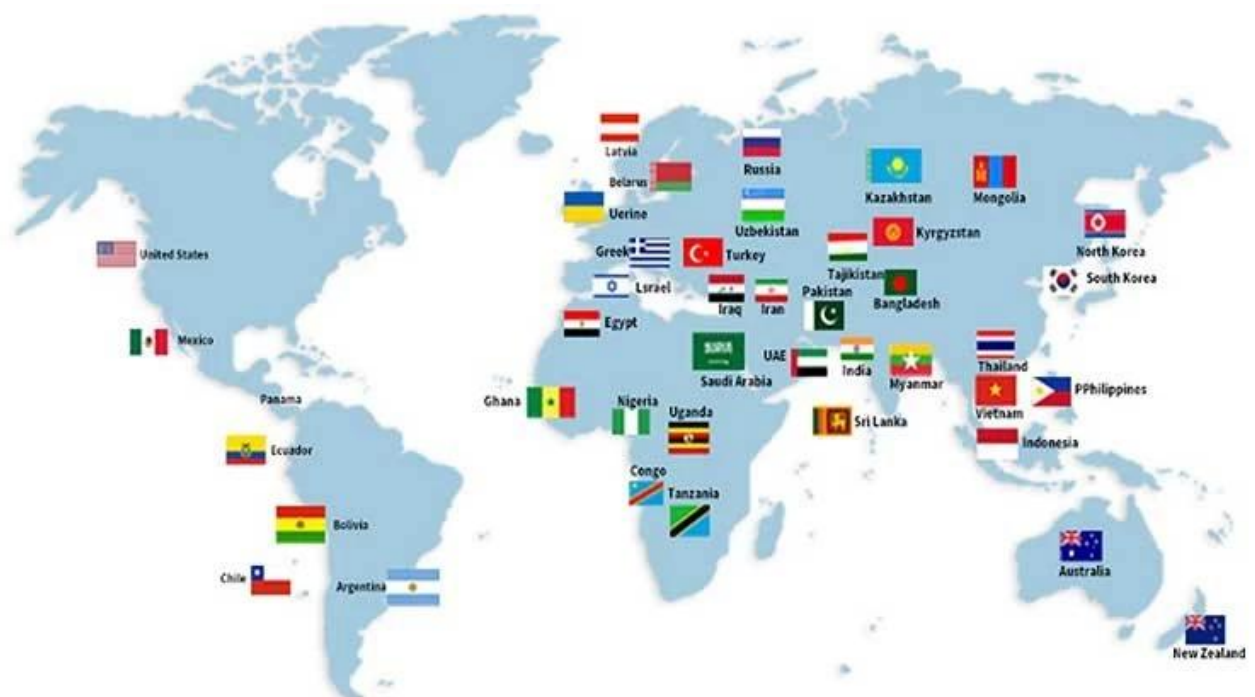 Latvia
Russia
Belarus
Kazakhstan
Mongolia
Uerine
Uzbekistan
Kyrgyzstan
North Korea
United States
Greek
Turkey
Tajikistan
South Korea
Lsrael
Iraq
Iran
Pakistan
Bangladesh
Egypt
Mexico
UAE
India
Thailand
Saudi Arabia
Myanmar
Panama
Ghana
Nigeria
Uganda
Vietnam
PPhilippines
Sri Lanka
Ecuador
Indonesia
Congo
Tanzania
Bolivia
Chile
Argentina
Australia
New Zealand